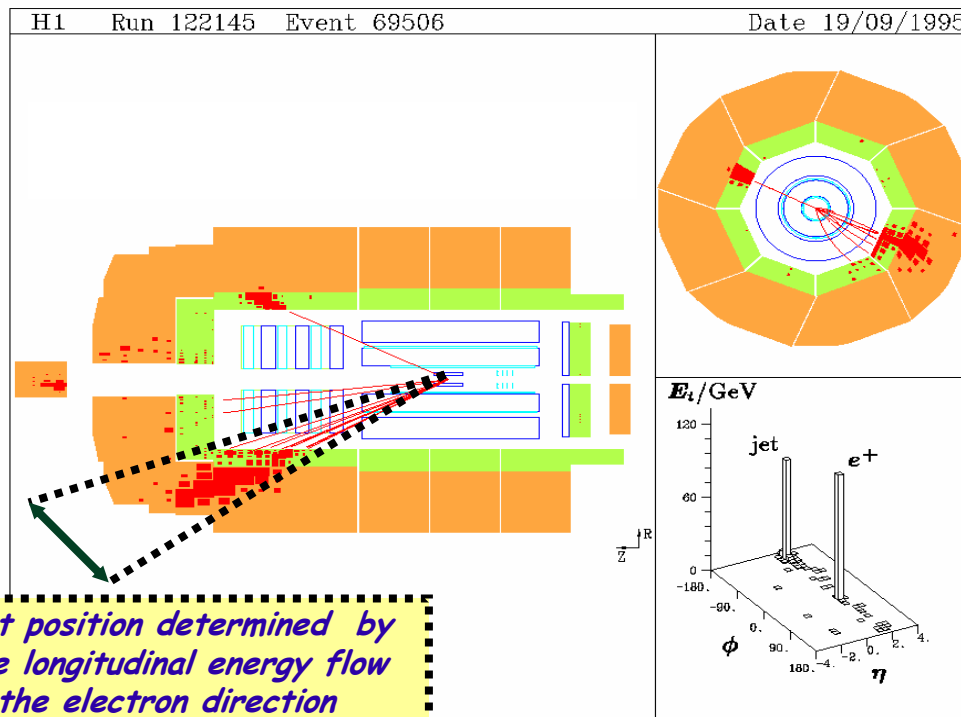 H1 Run 122145 Event 69506 Date 19/09/1995
R
Z
E_t/GeV
120
60
0
jet
e+
-180.
-90.
0.
90.
180.
ϕ
-4.
-2.
0.
2.
4.
η
t position determined by
e longitudinal energy flow
the electron direction